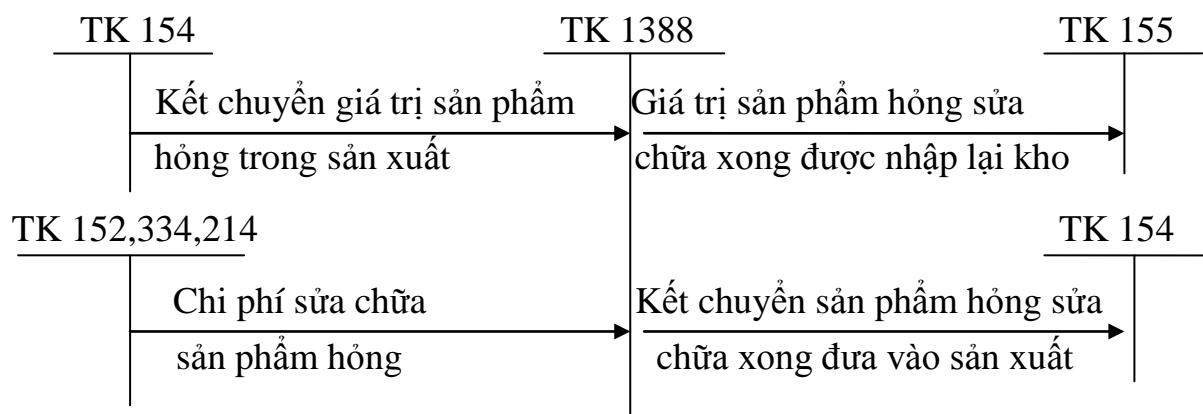 TK 154
TK 1388
TK 155
Kết chuyển giá trị sản phẩm
hỏng trong sản xuất
Giá trị sản phẩm hỏng sửa
chữa xong được nhập lại kho
TK 152,334,214
TK 154
Chi phí sửa chữa
sản phẩm hỏng
Kết chuyển sản phẩm hỏng sửa
chữa xong đưa vào sản xuất